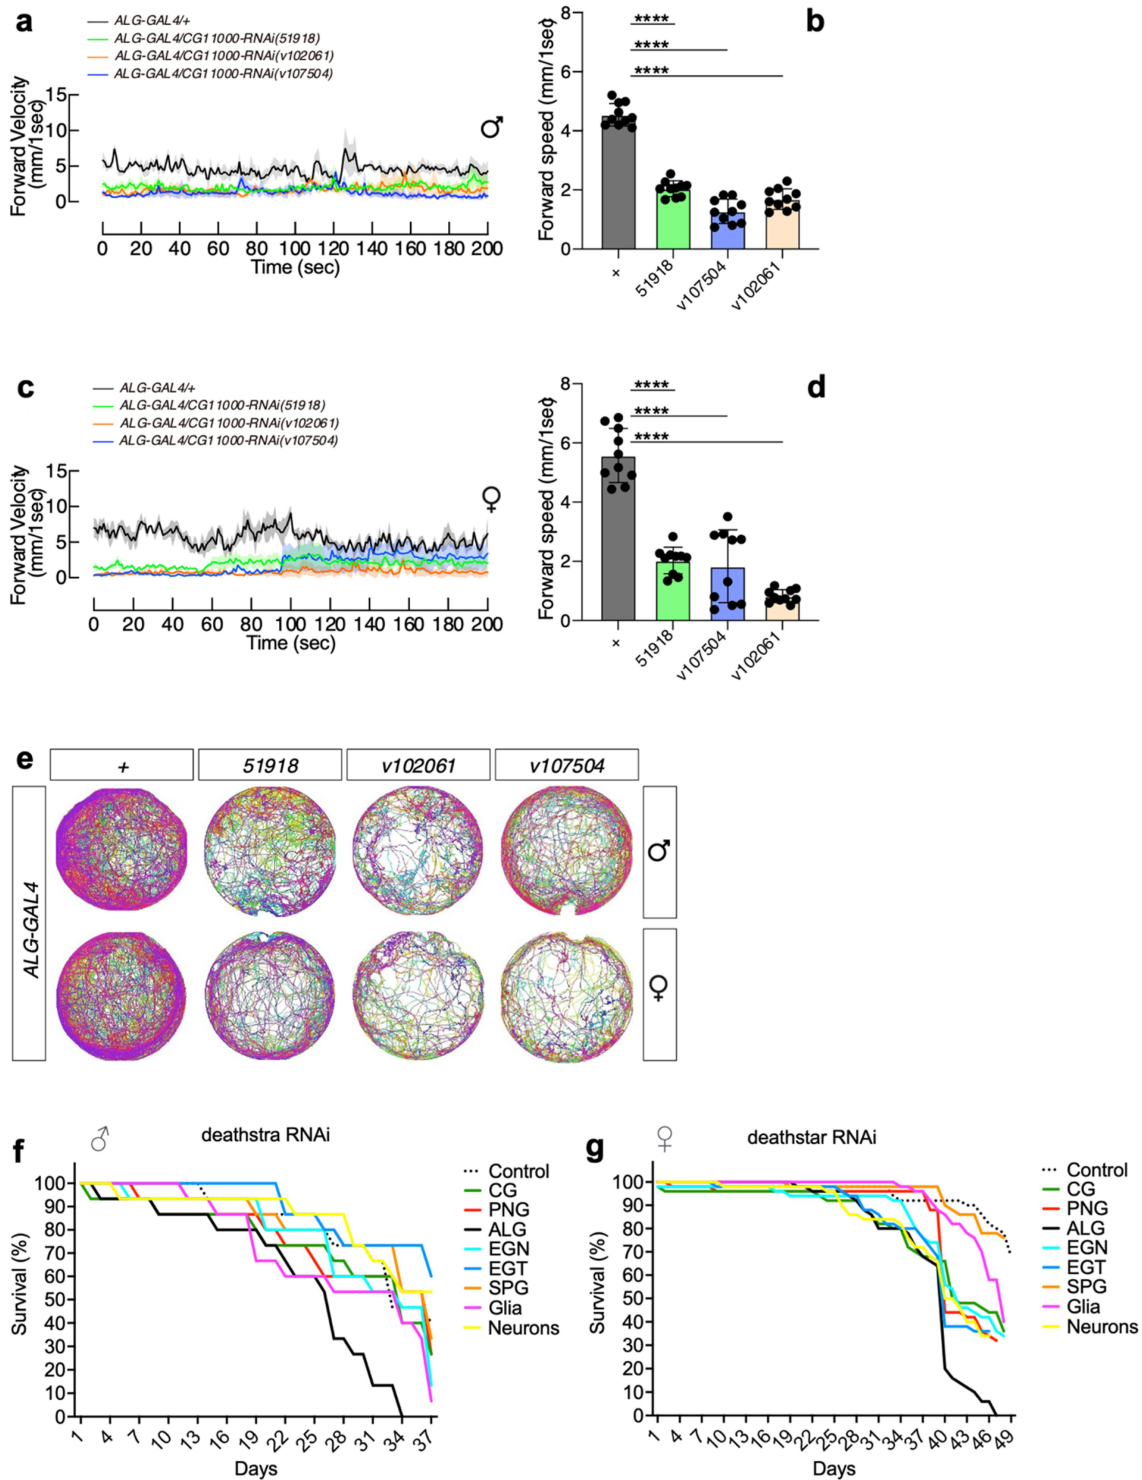 a
ALG-GAL4/+
ALG-GAL4/CG11000-RNAi(51918)
ALG-GAL4/CG11000-RNAi(v102061)
ALG-GAL4/CG11000-RNAi(v107504)
Forward Velocity
(mm/1sec)
15
10
5
0
♂
0 20 40 60 80 100 120 140 160 180 200
Time (sec)
b
Forward speed (mm/1sec)
8
6
4
2
0
****
****
****
+ 51918 v107504 v102061
c
ALG-GAL4/+
ALG-GAL4/CG11000-RNAi(51918)
ALG-GAL4/CG11000-RNAi(v102061)
ALG-GAL4/CG11000-RNAi(v107504)
Forward Velocity
(mm/1sec)
15
10
5
0
♀
0 20 40 60 80 100 120 140 160 180 200
Time (sec)
d
Forward speed (mm/1sec)
8
6
4
2
0
****
****
****
+ 51918 v107504 v102061
e
+ 51918 v102061 v107504
ALG-GAL4
♂
♀
f
♂
deathstra RNAi
Survival (%)
100
90
80
70
60
50
40
30
20
10
0
1 4 7 10 13 16 19 22 25 28 31 34 37
Days
Control
CG
PNG
ALG
EGN
EGT
SPG
Glia
Neurons
g
♀
deathstar RNAi
Survival (%)
100
90
80
70
60
50
40
30
20
10
0
1 4 7 10 13 16 19 22 25 28 31 34 37 40 43 46 49
Days
Control
CG
PNG
ALG
EGN
EGT
SPG
Glia
Neurons